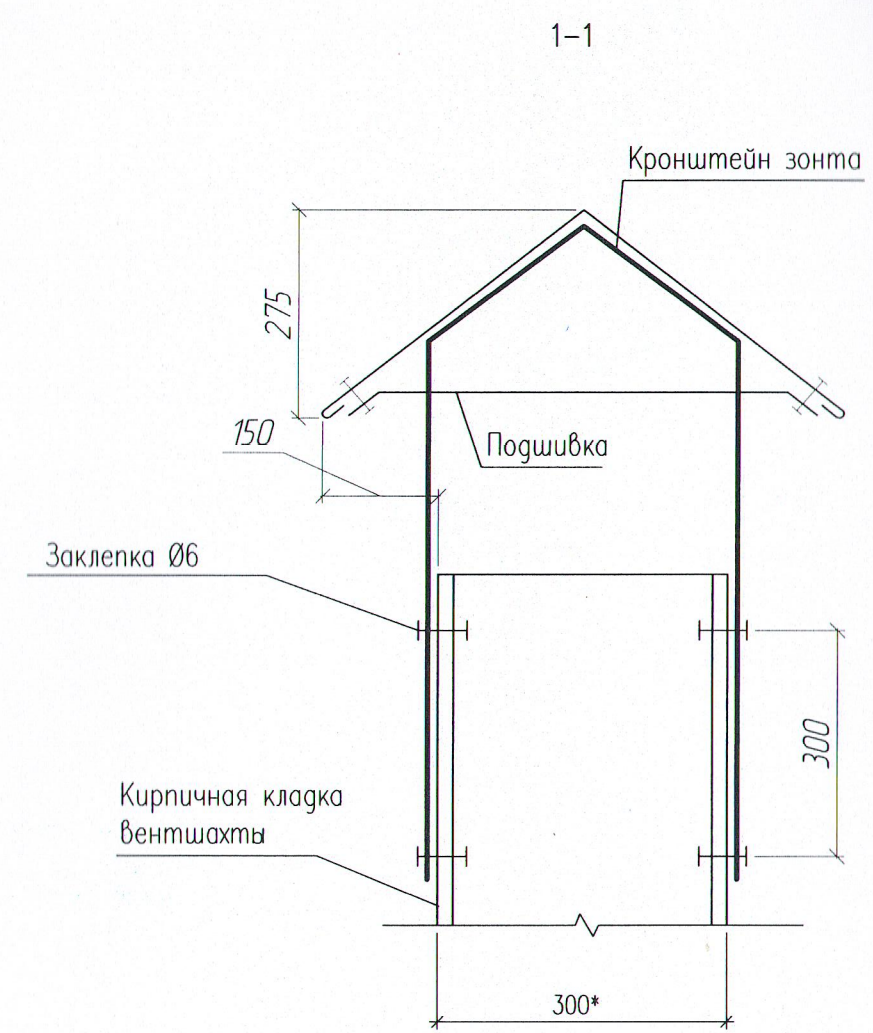 1-1
Кронштейн зонта
275
150
Подшивка
Заклепка Ø6
300
Кирпичная кладка
вентшахты
300*